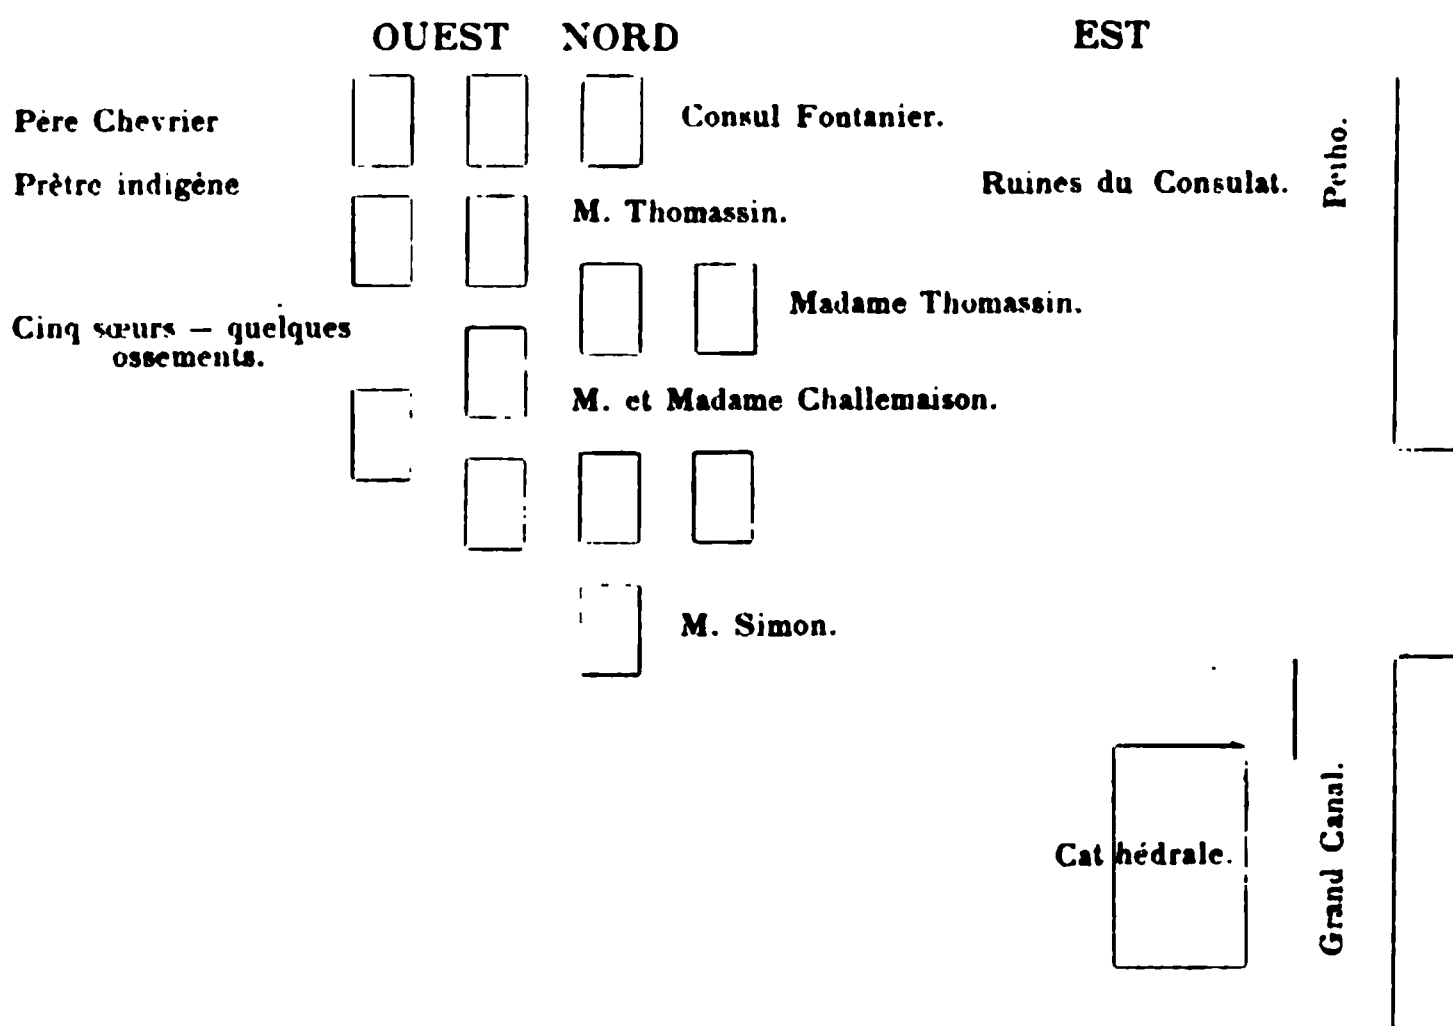 OUEST NORD EST
Père Chevrier
Consul Fontanier.
Peiho.
Prêtre indigène
Ruines du Consulat.
M. Thomassin.
Madame Thomassin.
Cinq sœurs — quelques
ossements.
M. et Madame Challemaison.
M. Simon.
Cathédrale.
Grand Canal.